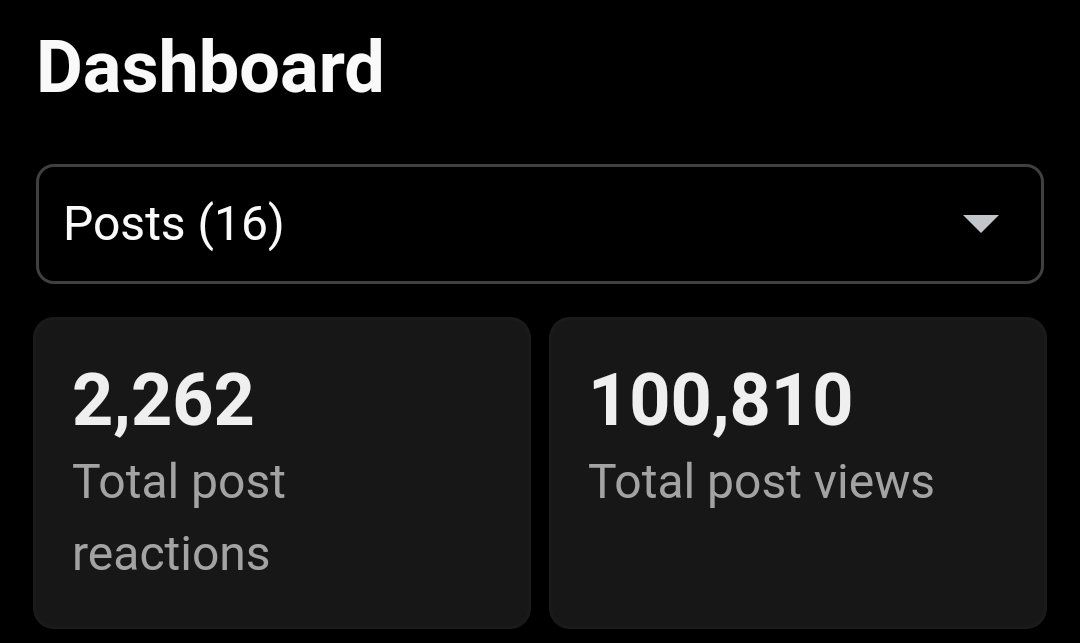 Dashboard
Posts (16)
2,262
Total post
reactions
100,810
Total post views